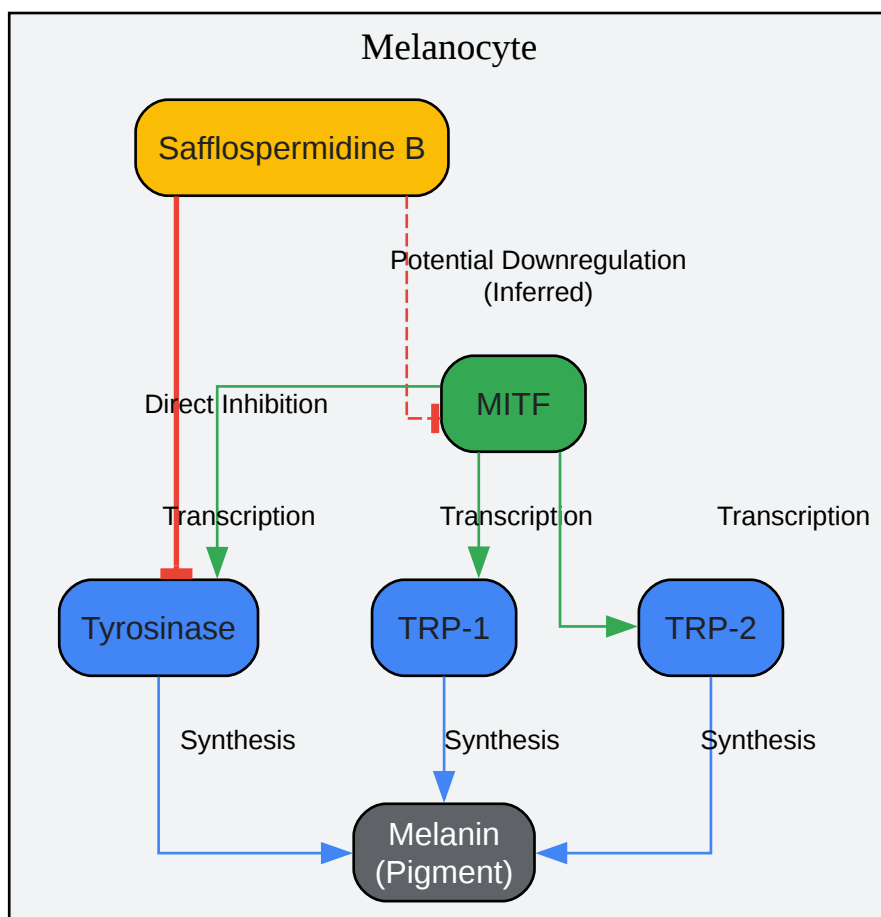 Melanocyte
Safflospermidine B
Potential Downregulation
(Inferred)
MITF
Direct Inhibition
Transcription
Transcription
Transcription
Tyrosinase
TRP-1
TRP-2
Synthesis
Synthesis
Synthesis
Melanin
(Pigment)